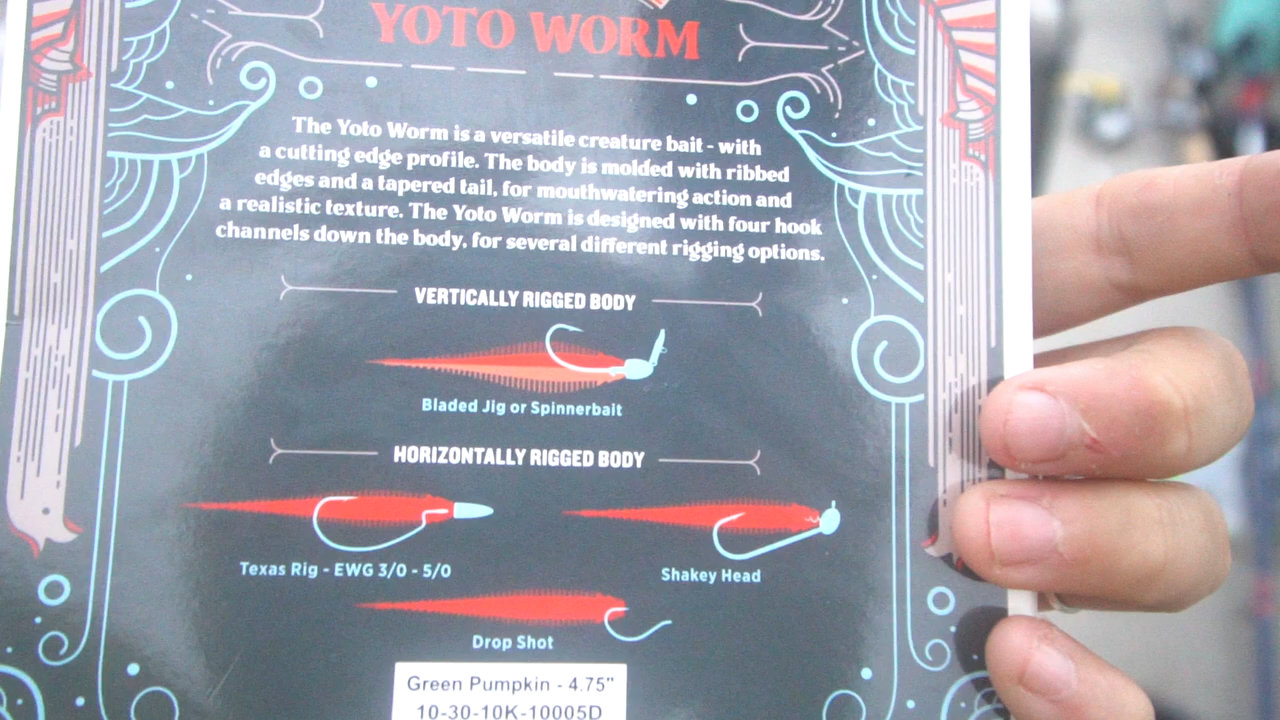 YOTO WORM
The Yoto Worm is a versatile creature bait - with
a cutting edge profile. The body is molded with ribbed
edges and a tapered tail, for mouthwatering action and
a realistic texture. The Yoto Worm is designed with four hook
channels down the body, for several different rigging options.
VERTICALLY RIGGED BODY
Bladed Jig or Spinnerbait
HORIZONTALLY RIGGED BODY
Texas Rig - EWG 3/0 - 5/0
Shakey Head
Drop Shot
Green Pumpkin - 4.75"
10-30-10K-10005D